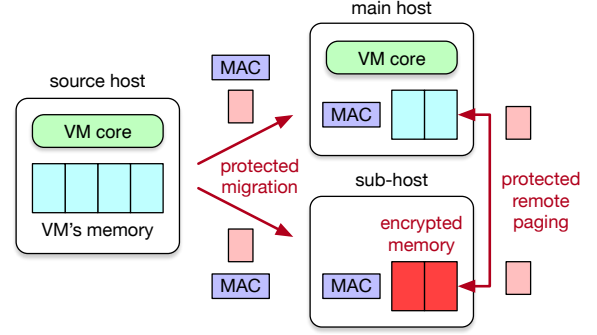 main host
MAC
VM core
source host
VM core
MAC
protected
migration
VM's memory
sub-host
protected
remote
paging
encrypted
memory
MAC
MAC